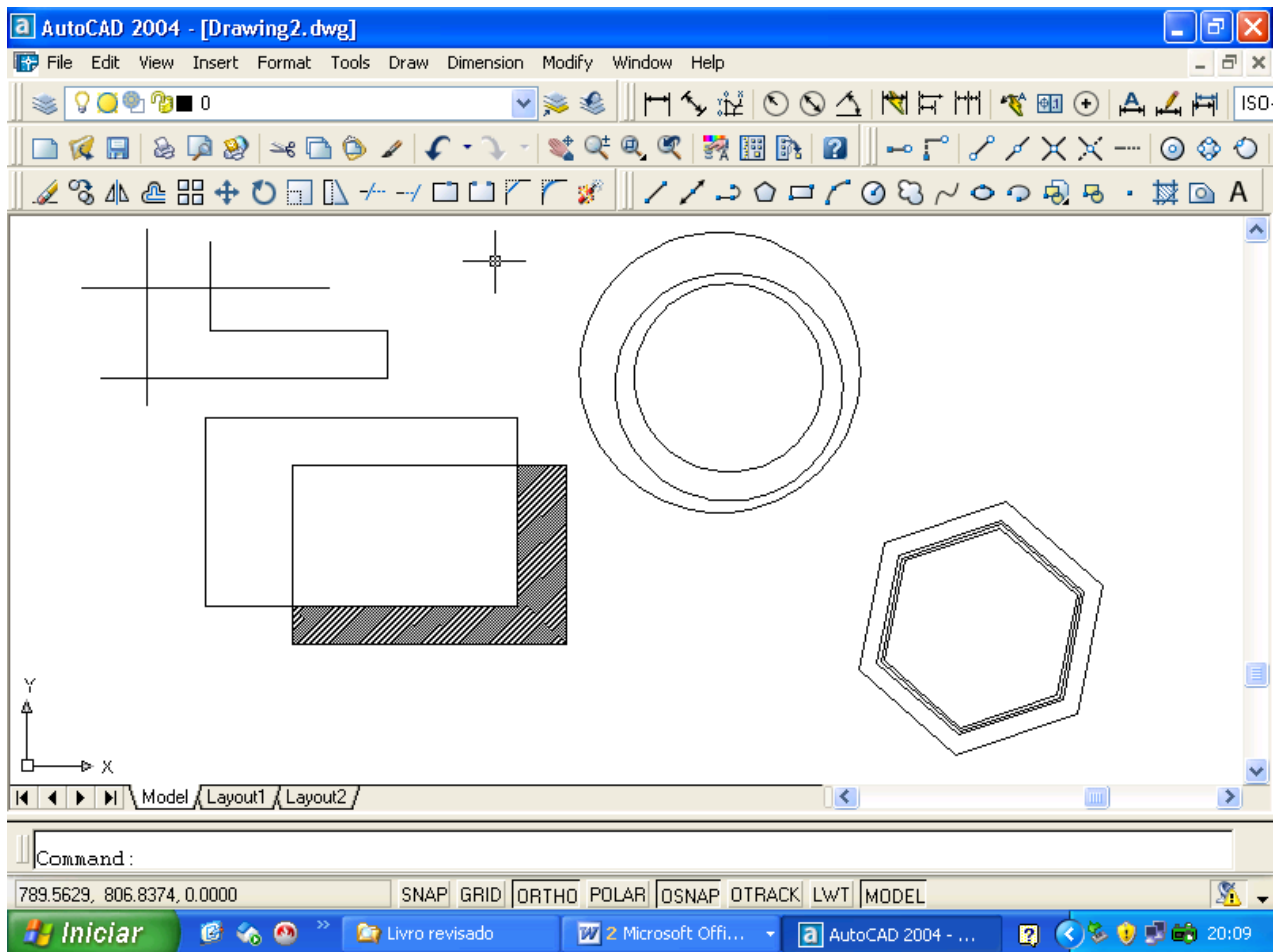 AutoCAD 2004 - [Drawing2.dwg]
File Edit View Insert Format Tools Draw Dimension Modify Window Help
0 ISO-
A
Y
X
Model Layout1 Layout2
Command:
789.5629, 806.8374, 0.0000 SNAP GRID ORTHO POLAR OSNAP OTRACK LWT MODEL
Iniciar Livro revisado 2 Microsoft Offi... AutoCAD 2004 - ... 20:09